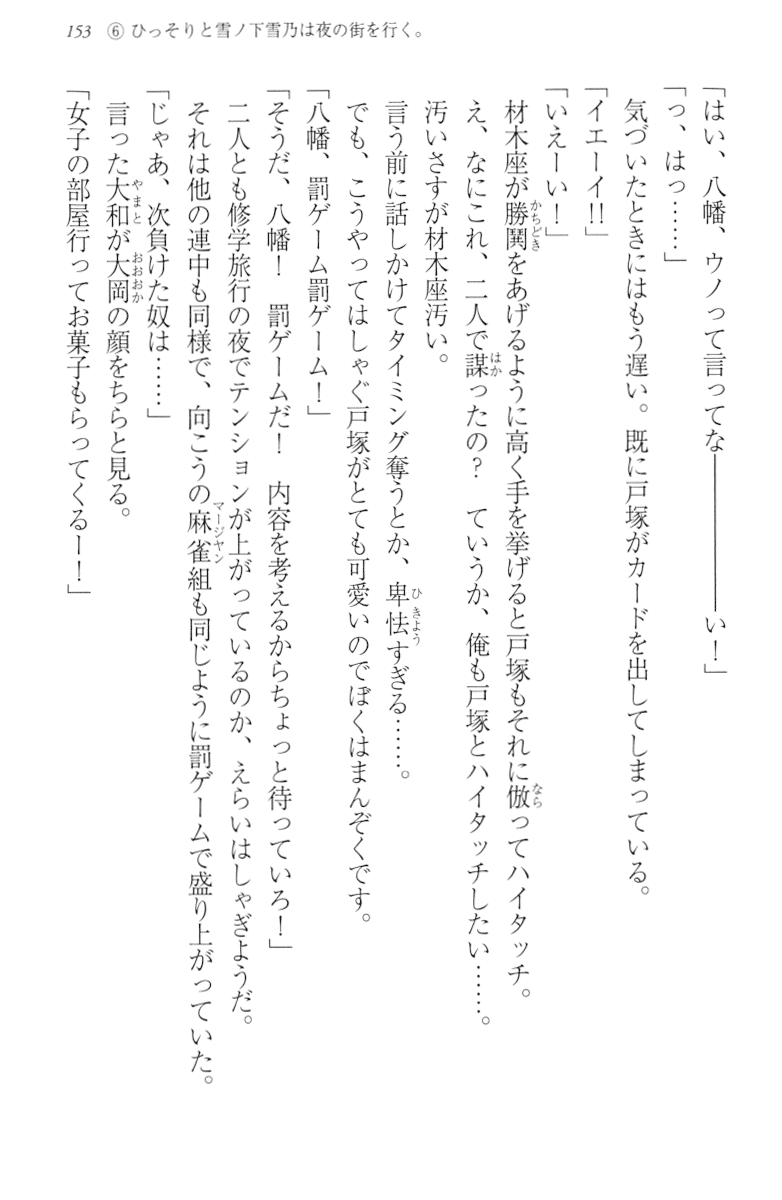 153 ⑥ ひっそりと雪ノ下雪乃は夜の街を行く。
「はい、八幡、ウノって言ってな――――――い！」
「っ、はっ……」
気づいたときにはもう遅い。既に戸塚がカードを出してしまっている。
「イエーイ!!」
「いえーい！」
材木座が勝鬨をあげるように高く手を挙げると戸塚もそれに倣ってハイタッチ。
え、なにこれ、二人で謀ったの？　ていうか、俺も戸塚とハイタッチしたい……。
汚いさすが材木座汚い。
言う前に話しかけてタイミング奪うとか、卑怯すぎる……。
でも、こうやってはしゃぐ戸塚がとても可愛いのでぼくはまんぞくです。
「八幡、罰ゲーム罰ゲーム！」
「そうだ、八幡！　罰ゲームだ！　内容を考えるからちょっと待っていろ！」
二人とも修学旅行の夜でテンションが上がっているのか、えらいはしゃぎようだ。
それは他の連中も同様で、向こうの麻雀組も同じように罰ゲームで盛り上がっていた。
「じゃあ、次負けた奴は……」
言った大和が大岡の顔をちらと見る。
「女子の部屋行ってお菓子もらってくるー！」